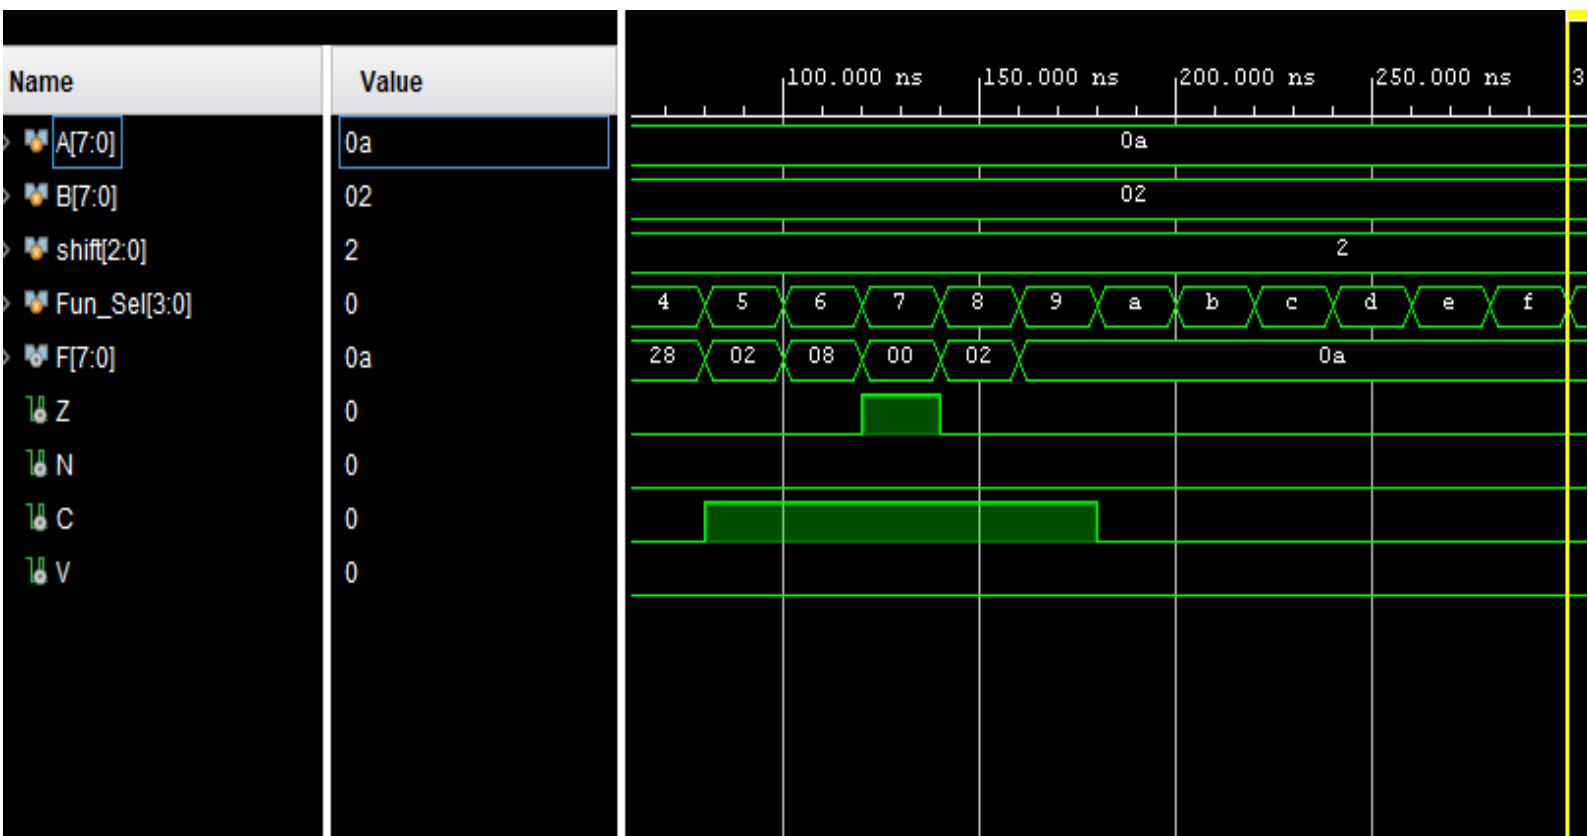 Name Value 100.000 ns 150.000 ns 200.000 ns 250.000 ns 3
A[7:0] 0a 0a
B[7:0] 02 02
shift[2:0] 2 2
Fun_Sel[3:0] 0 4 5 6 7 8 9 a b c d e f
F[7:0] 0a 28 02 08 00 02 0a
Z 0
N 0
C 0
V 0